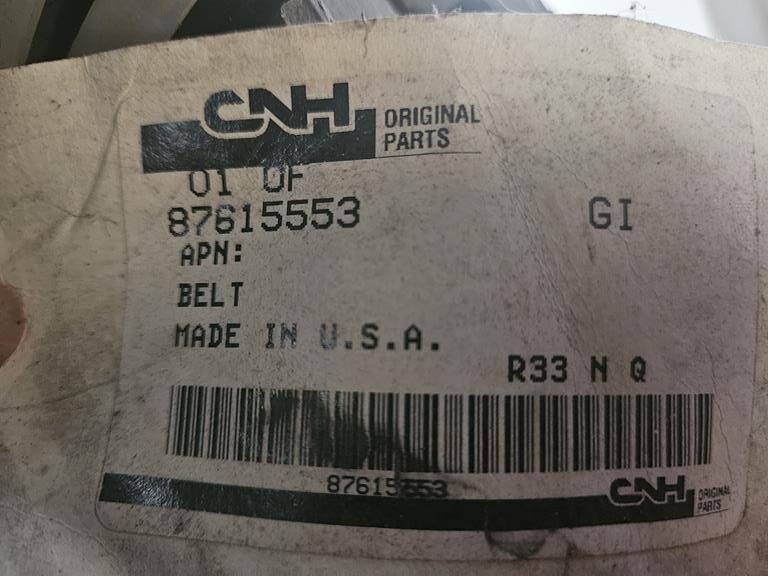 CNH ORIGINAL
PARTS
01 OF
87615553 GI
APN:
BELT
MADE IN U.S.A.
R33 N Q
87615553
CNH ORIGINAL
PARTS